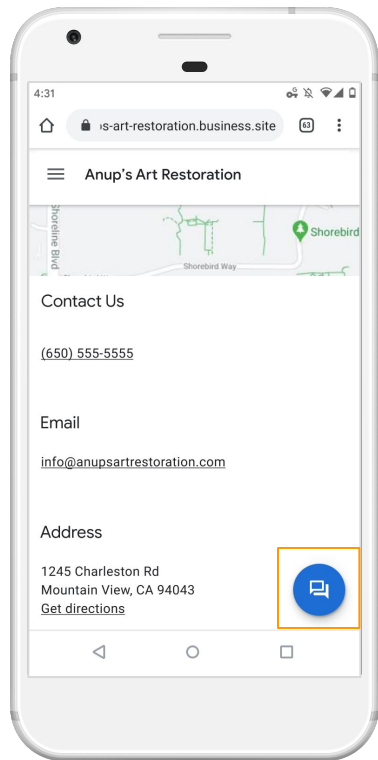 4:31
63
s-art-restoration.business.site
Anup's Art Restoration
Shoreline Blvd
Shorebird
Shorebird Way
Contact Us
(650) 555-5555
Email
info@anupsartrestoration.com
Address
1245 Charleston Rd
Mountain View, CA 94043
Get directions